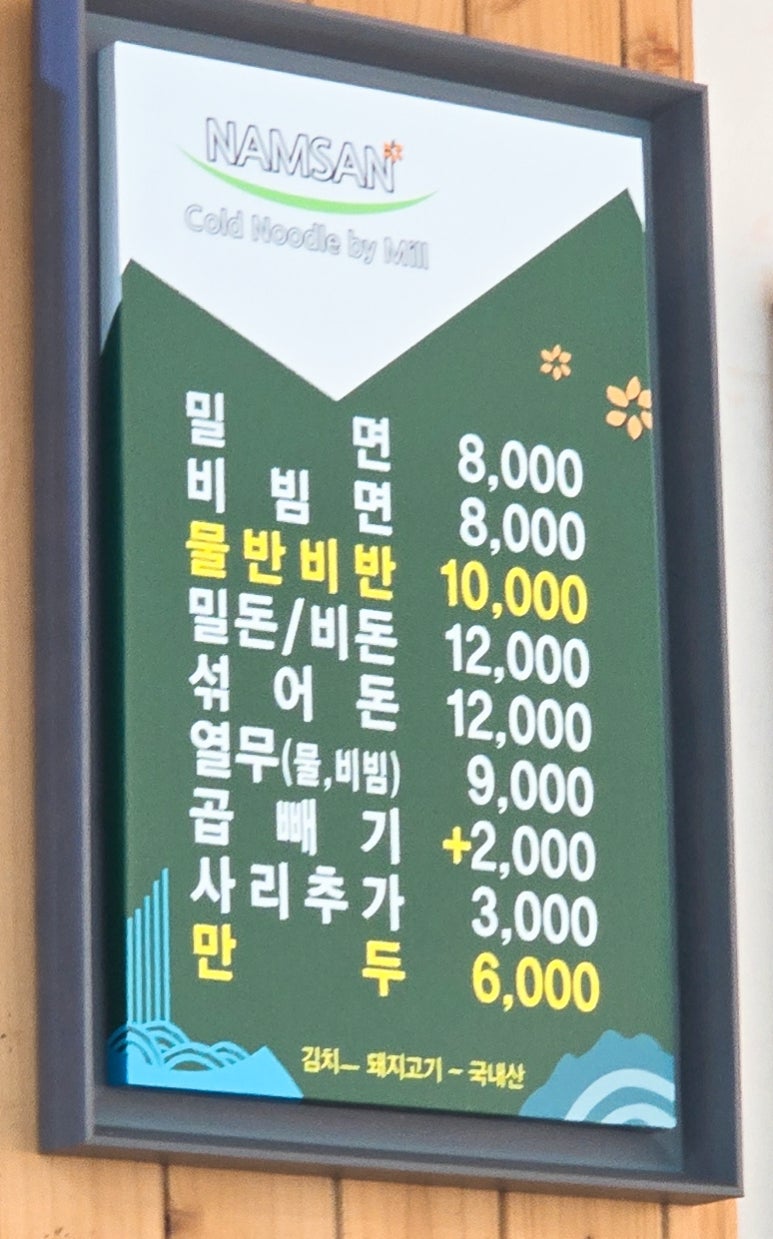 NAMSAN
Cold Noodle by Mill
밀면 8,000
비빔면 8,000
물반비반 10,000
밀돈/비돈 12,000
섞어돈 12,000
열무(물,비빔) 9,000
곱빼기 +2,000
사리추가 3,000
만두 6,000
김치ㅡ 돼지고기 ~ 국내산